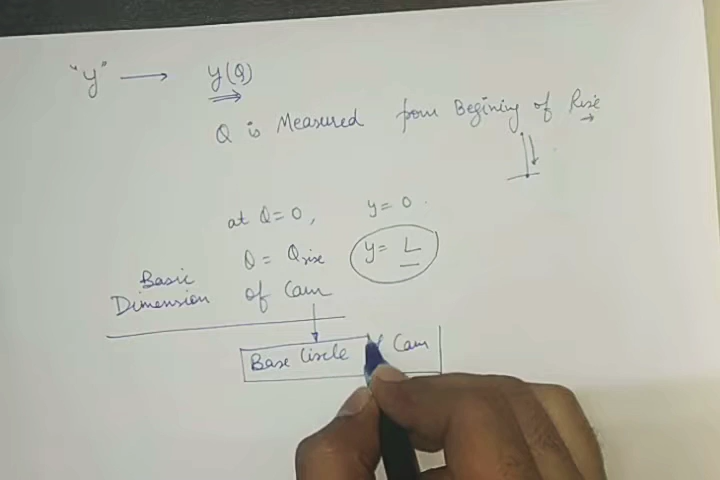 "y" → y(Q)
Q is Measured from Begining of Rise
at Q=0, y=0.
Q = Qrise y= L
Basic
Dimension of Cam
Base Circle Cam